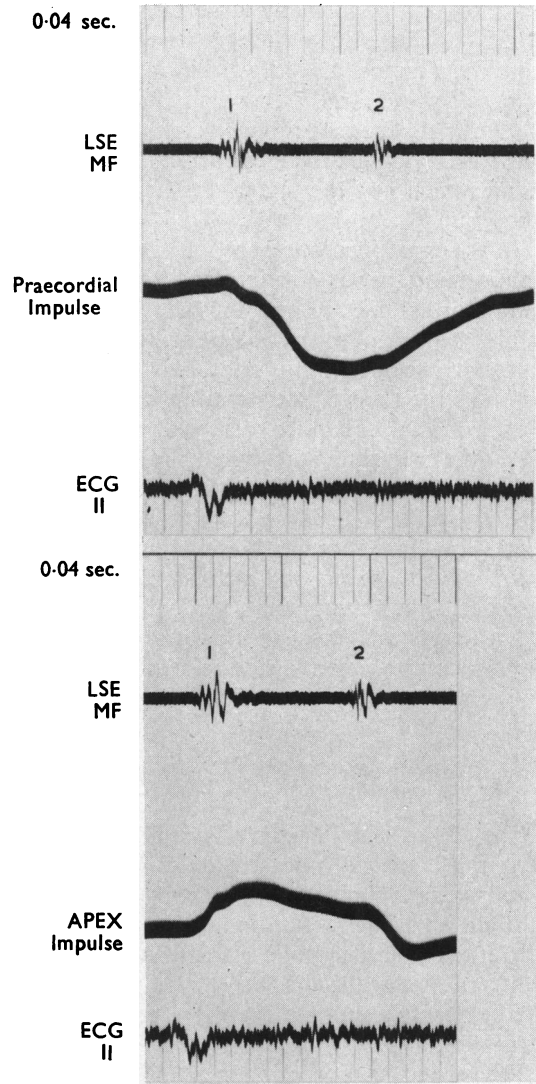 0·04 sec.
1 2
LSE
MF
Praecordial
Impulse
ECG
II
0·04 sec.
1 2
LSE
MF
APEX
Impulse
ECG
II